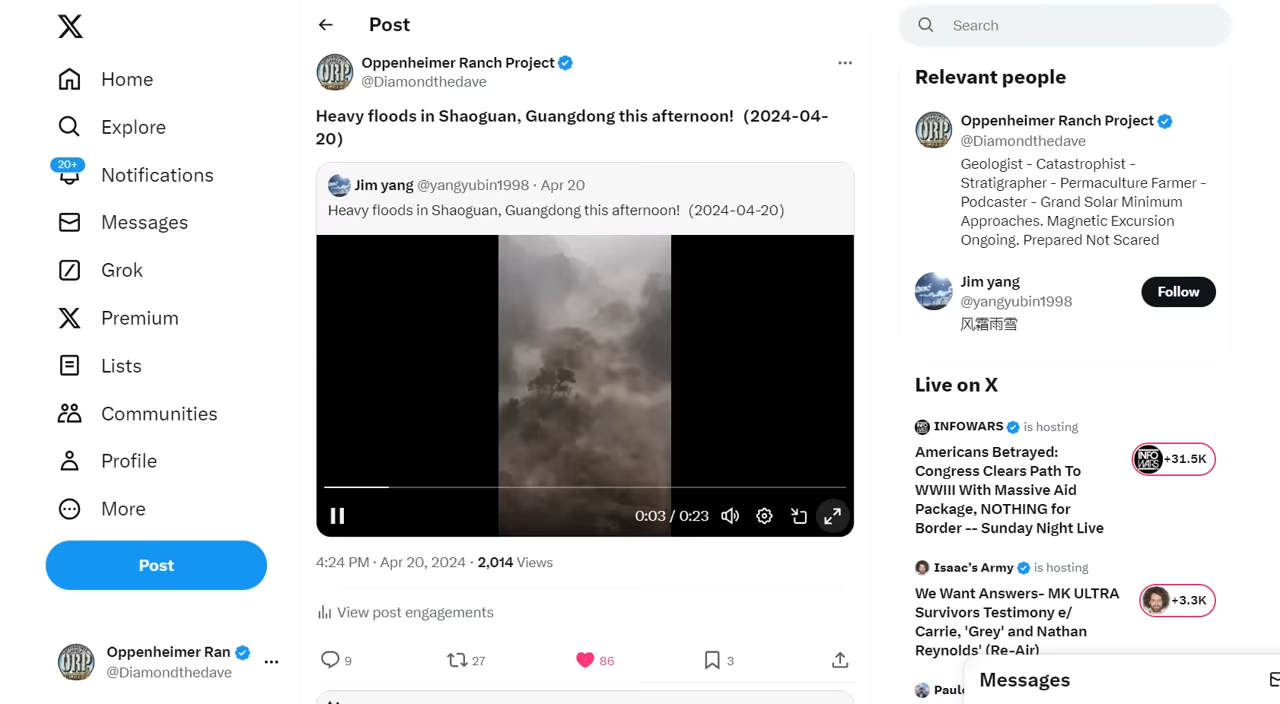 Home
Explore
20+
Notifications
Messages
Grok
Premium
Lists
Communities
Profile
More
Post
Oppenheimer Ran
@Diamondthedave
Post
ORP
Oppenheimer Ranch Project
@Diamondthedave
Heavy floods in Shaoguan, Guangdong this afternoon!（2024-04-
20)
Jim yang @yangyubin1998 · Apr 20
Heavy floods in Shaoguan, Guangdong this afternoon!（2024-04-20)
0:03 / 0:23
4:24 PM · Apr 20, 2024 · 2,014 Views
View post engagements
9
27
86
3
Search
Relevant people
ORP
Oppenheimer Ranch Project
@Diamondthedave
Geologist - Catastrophist -
Stratigrapher - Permaculture Farmer -
Podcaster - Grand Solar Minimum
Approaches. Magnetic Excursion
Ongoing. Prepared Not Scared
Jim yang
@yangyubin1998
风霜雨雪
Follow
Live on X
INFOWARS is hosting
Americans Betrayed:
Congress Clears Path To
WWIII With Massive Aid
Package, NOTHING for
Border -- Sunday Night Live
INFO
WARS
+31.5K
Isaac's Army is hosting
We Want Answers- MK ULTRA
Survivors Testimony e/
Carrie, 'Grey' and Nathan
Reynolds' (Re-Air)
+3.3K
Messages